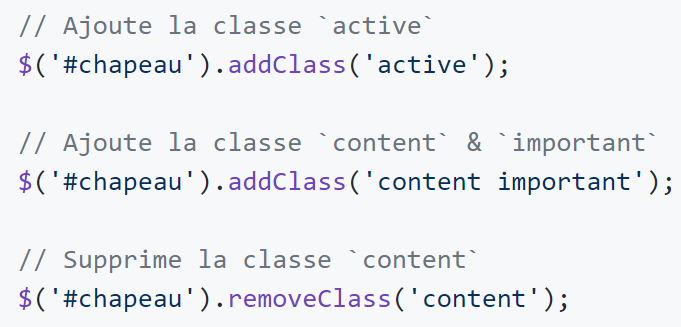 // Ajoute la classe `active`
$('#chapeau').addClass('active');
// Ajoute la classe `content` & `important`
$('#chapeau').addClass('content important');
// Supprime la classe `content`
$('#chapeau').removeClass('content');